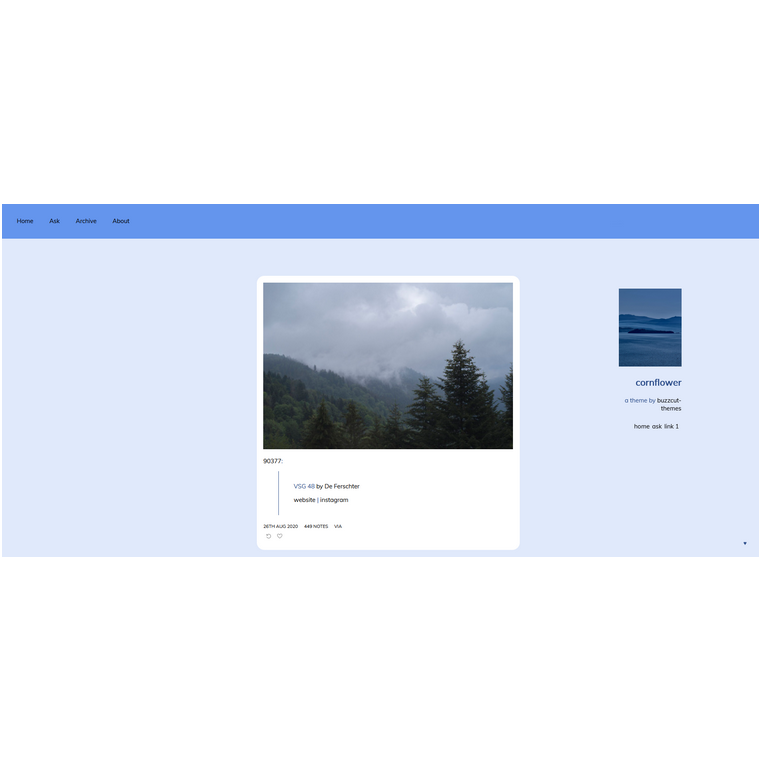 Home Ask Archive About
90377:
VSG 48 by De Ferschter
website | instagram
26TH AUG 2020 449 NOTES VIA
cornflower
a theme by buzzcut-
themes
home ask link 1